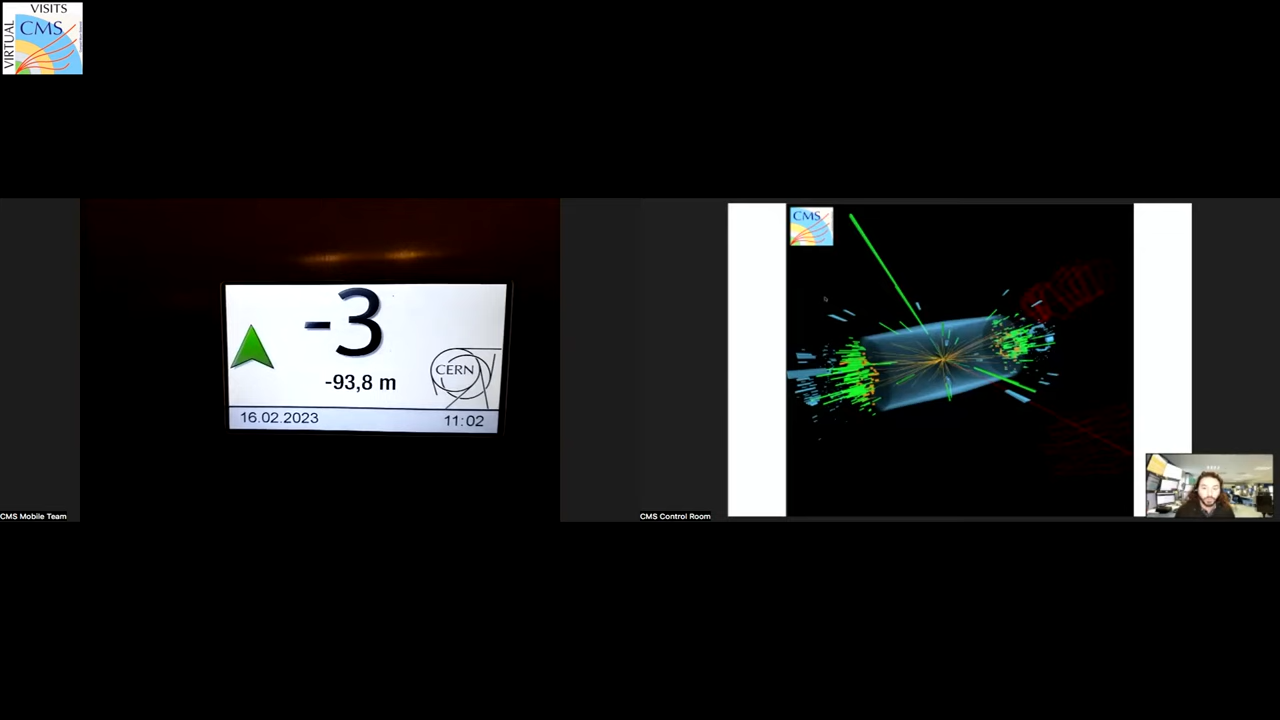 VISITS
CMS
VIRTUAL
-3
-93,8 m
CERN
16.02.2023
11:02
CMS
CMS Mobile Team
CMS Control Room